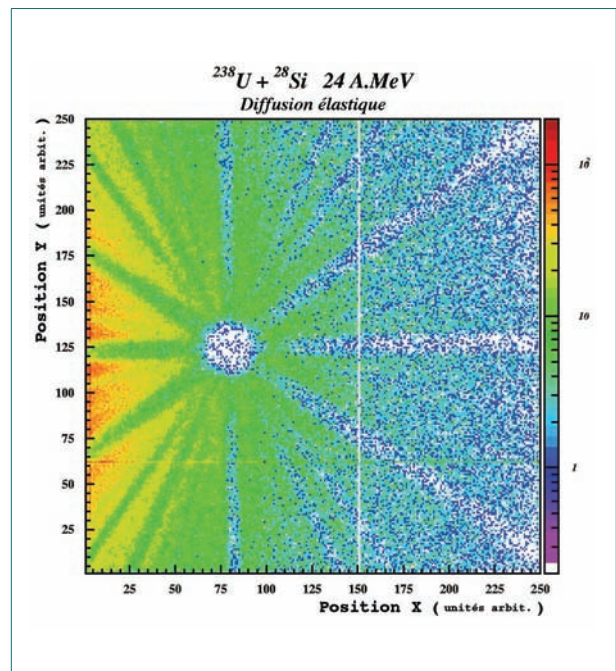 ²³⁸U + ²⁸Si 24 A.MeV
Diffusion élastique
Position Y ( unités arbit. )
250
225
200
175
150
125
100
75
50
25
25 50 75 100 125 150 175 200 225 250
Position X ( unités arbit. )
10²
10
1